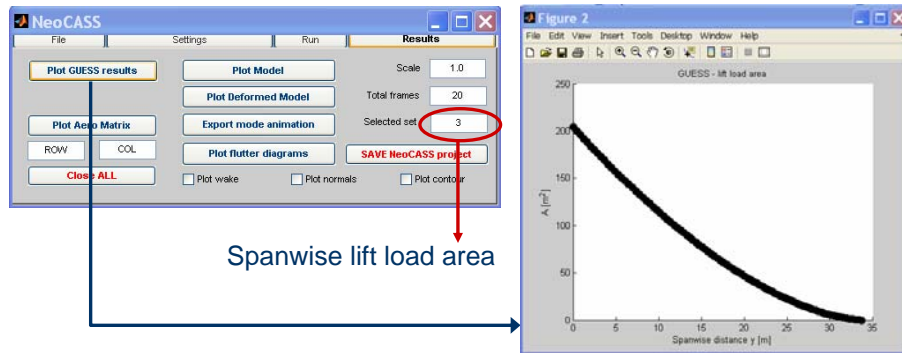 NeoCASS
File Settings Run Results
Plot GUESS results Plot Model Scale 1.0
Plot Deformed Model Total frames 20
Plot Aero Matrix Export mode animation Selected set 3
ROW COL Plot flutter diagrams SAVE NeoCASS project
Close ALL Plot wake Plot normals Plot contour
Spanwise lift load area
Figure 2
File Edit View Insert Tools Desktop Window Help
GUESS - lift load area
250
200
150
100
50
0
A [m²]
0 5 10 15 20 25 30 35
Spanwise distance y [m]